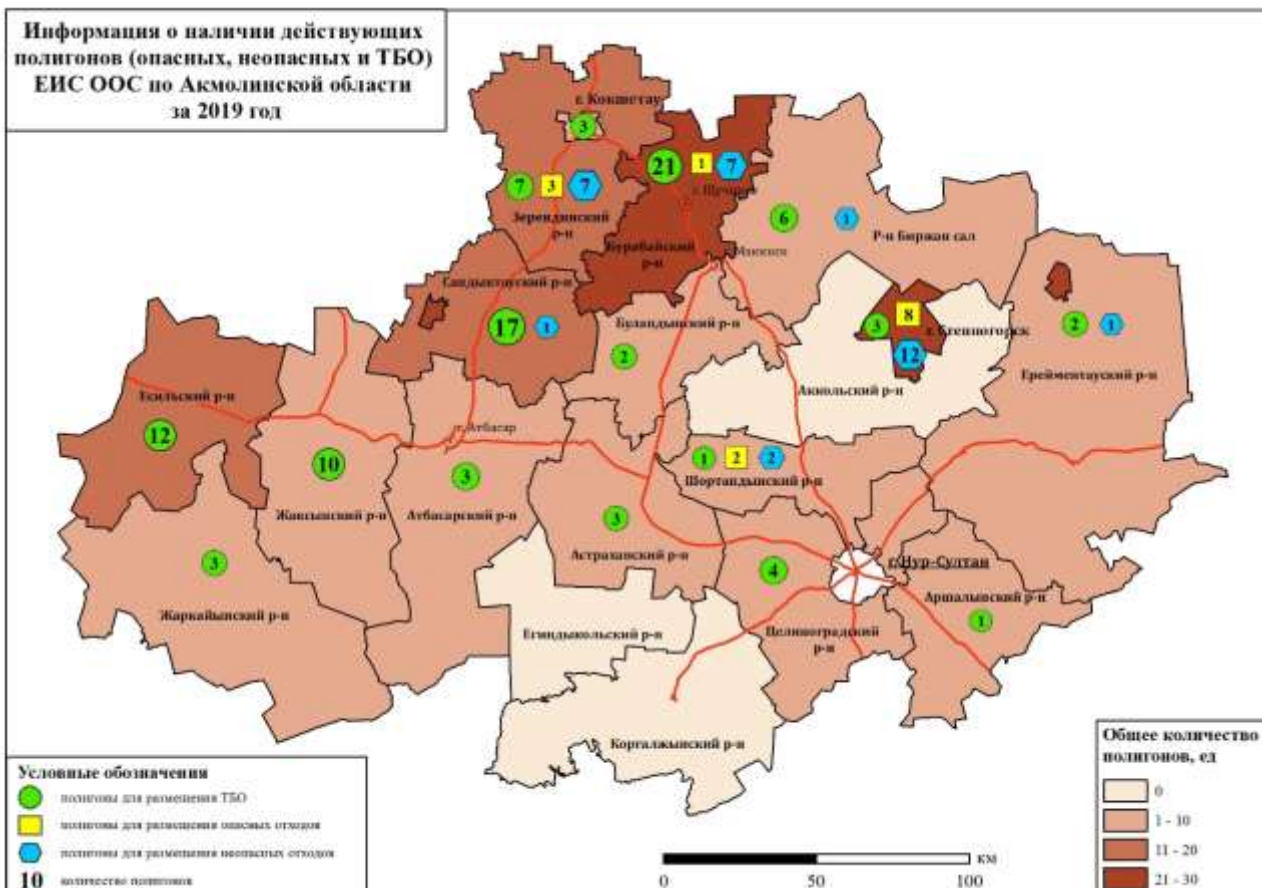 Информация о наличии действующих
полигонов (опасных, неопасных и ТБО)
ЕИС ООС по Акмолинской области
за 2019 год
г. Кокшетау
3
21
1
7
7
3
7
г. Щучинск
Зерендинский
р-н
6
1
Р-н Биржан сал
Бурабайский
р-н
г. Макинск
Сандыктауский р-н
17
1
Буландынский р-н
2
8
3
г. Степногорск
12
2
1
Аккольский р-н
Ерейментауский р-н
Есильский р-н
12
г. Атбасар
10
3
1
2
2
Шортандынский р-н
Жаксынский р-н
Атбасарский р-н
3
Астраханский р-н
г. Нур-Султан
3
4
Аршалынский р-н
1
Жаркайынский р-н
Егиндыкольский р-н
Целиноградский
р-н
Коргалжынский р-н
Условные обозначения
полигоны для размещения ТБО
полигоны для размещения опасных отходов
полигоны для размещения неопасных отходов
10 количество полигонов
Общее количество
полигонов, ед
0
1 - 10
11 - 20
21 - 30
км
0 50 100